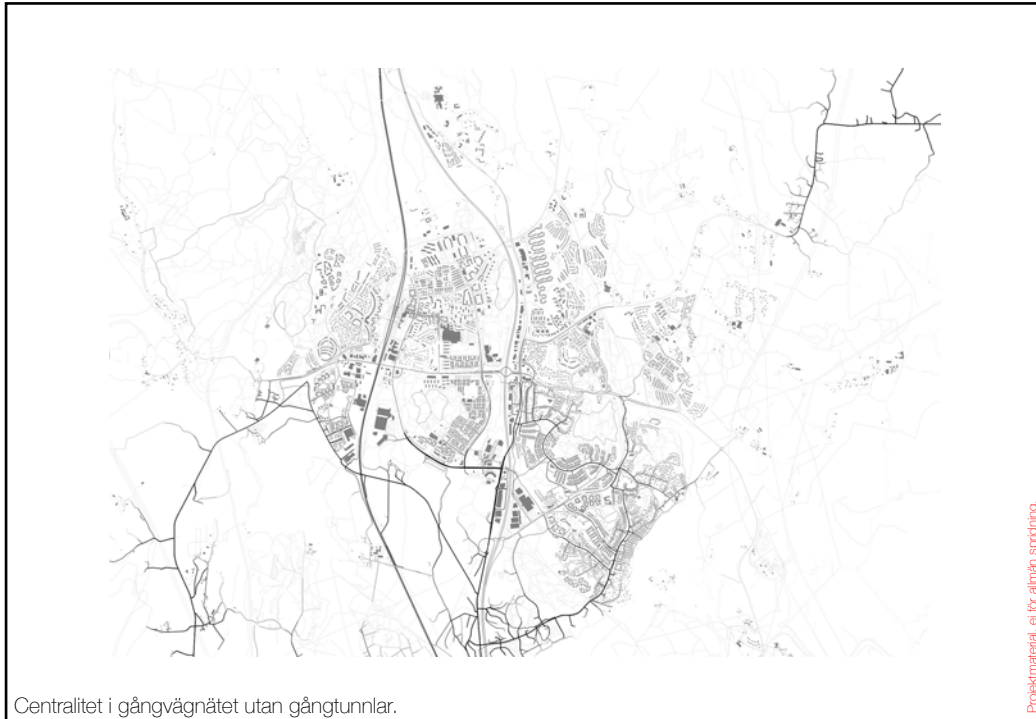 Centralitet i gångvägnätet utan gångtunnlar.
Projektmaterial, ej för allmän spridning